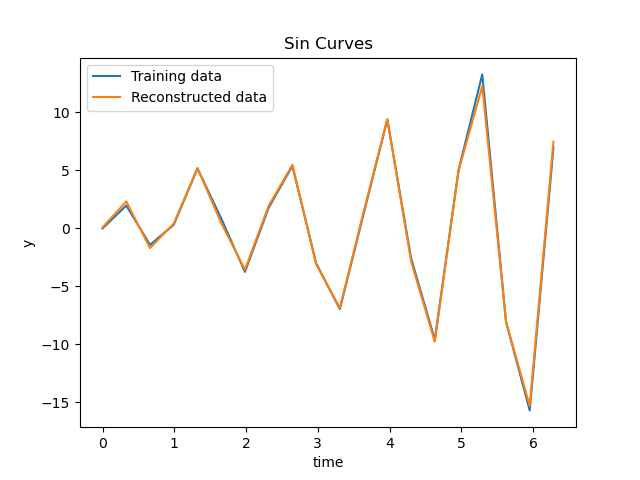 Sin Curves
Training data
Reconstructed data
10
5
0
−5
−10
−15
y
0 1 2 3 4 5 6
time